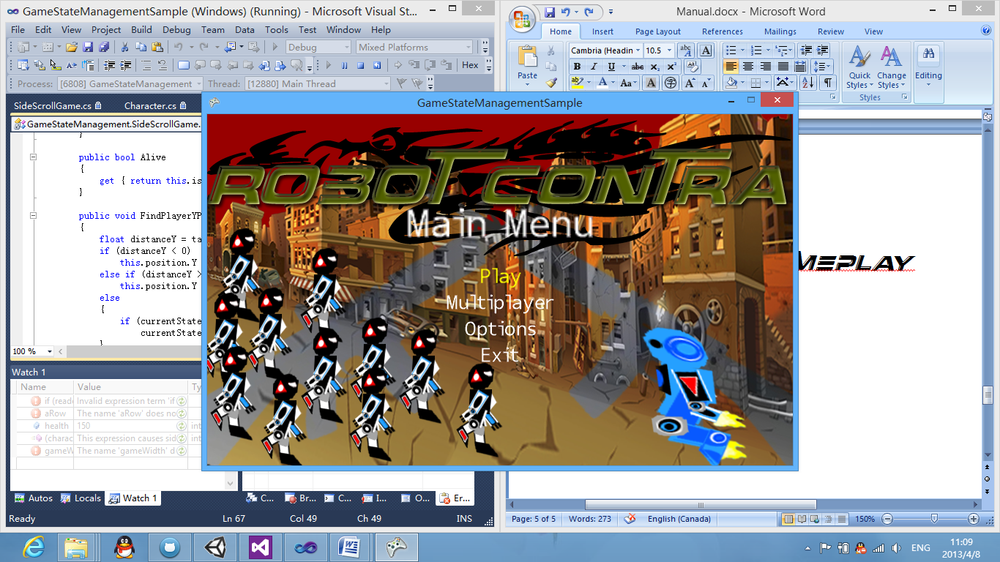 GameStateManagementSample (Windows) (Running) - Microsoft Visual St...
File Edit View Project Build Debug Team Data Tools Test Window Help
Debug Mixed Platforms
Hex
Process: [6808] GameStateManagement Thread: [12880] Main Thread
SideScrollGame.cs Character.cs
GameStateManagement.SideScrollGame.
}
public bool Alive
{
get { return this.is
}
public void FindPlayerYP
{
float distanceY = ta
if (distanceY < 0)
this.position.Y
else if (distanceY >
this.position.Y
else
{
if (currentState
currentState
}
100 %
Watch 1
Name Value Ty
if (read Invalid expression term 'if
aRow The name 'aRow' does no
health 150 int
(charac This expression causes sid int
gameW The name 'gameWidth' d
Autos Locals Watch 1
C... Br... C... I... O... Er...
Ready Ln 67 Col 49 Ch 49 INS
Manual.docx - Microsoft Word
Home Insert Page Layout References Mailings Review View
Paste
Cambria (Headin 10.5
B I U abc x₂ x²
Aa
Quick Styles
Change Styles
Editing
Styles
MEPLAY
Page: 5 of 5 Words: 273 English (Canada) 150%
GameStateManagementSample
ROBOT CONTRA
Main Menu
Play
Multiplayer
Options
Exit
ENG
11:09
2013/4/8